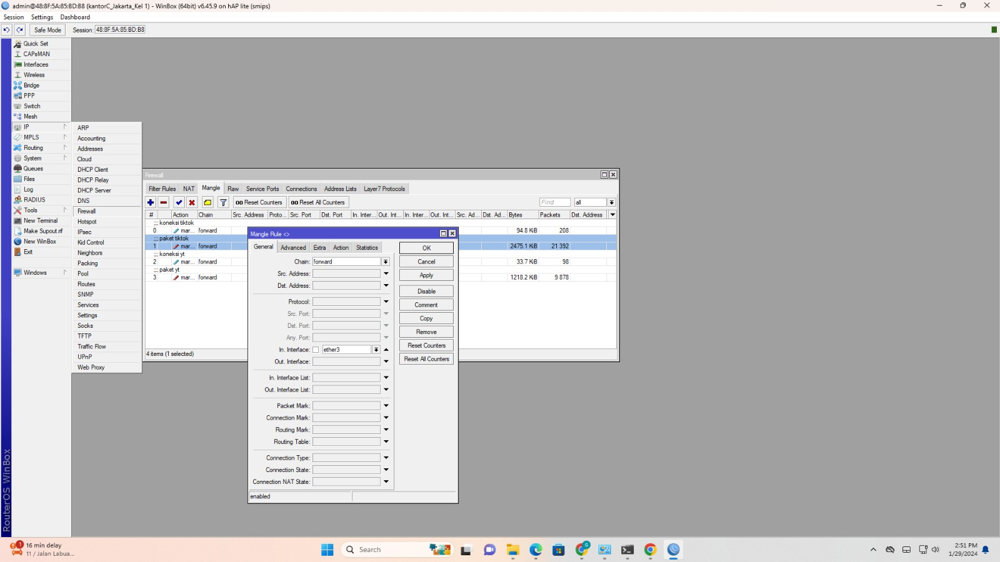 admin@48:8F:5A:85:BD:B8 (kantorC_Jakarta_Kel 1) - WinBox (64bit) v6.45.9 on hAP lite (smips)
Session Settings Dashboard
Safe Mode Session: 48:8F:5A:85:BD:B8
Quick Set
CAPsMAN
Interfaces
Wireless
Bridge
PPP
Switch
Mesh
IP
MPLS
Routing
System
Queues
Files
Log
RADIUS
Tools
New Terminal
Make Supout.rif
New WinBox
Exit
Windows
RouterOS WinBox
ARP
Accounting
Addresses
Cloud
DHCP Client
DHCP Relay
DHCP Server
DNS
Firewall
Hotspot
IPsec
Kid Control
Neighbors
Packing
Pool
Routes
SNMP
Services
Settings
Socks
TFTP
Traffic Flow
UPnP
Web Proxy
Firewall
Filter Rules NAT Mangle Raw Service Ports Connections Address Lists Layer7 Protocols
00 Reset Counters 00 Reset All Counters Find all
# Action Chain Src. Address Proto... Src. Port Dst. Port In. Inter... Out. Int... In. Inter... Out. Int... Src. Ad... Dst. Ad... Bytes Packets Dst. Address
;;; koneksi tiktok
0 mar... forward 94.8 KiB 208
;;; paket tiktok
1 mar... forward 2475.1 KiB 21 392
;;; koneksi yt
2 mar... forward 33.7 KiB 98
;;; paket yt
3 mar... forward 1218.2 KiB 9 878
4 items (1 selected)
Mangle Rule <>
General Advanced Extra Action Statistics
Chain: forward
Src. Address:
Dst. Address:
Protocol:
Src. Port:
Dst. Port:
Any. Port:
In. Interface: ether3
Out. Interface:
In. Interface List:
Out. Interface List:
Packet Mark:
Connection Mark:
Routing Mark:
Routing Table:
Connection Type:
Connection State:
Connection NAT State:
enabled
OK
Cancel
Apply
Disable
Comment
Copy
Remove
Reset Counters
Reset All Counters
1
16 min delay
11 / Jalan Labua...
Search
G
2:51 PM
1/29/2024